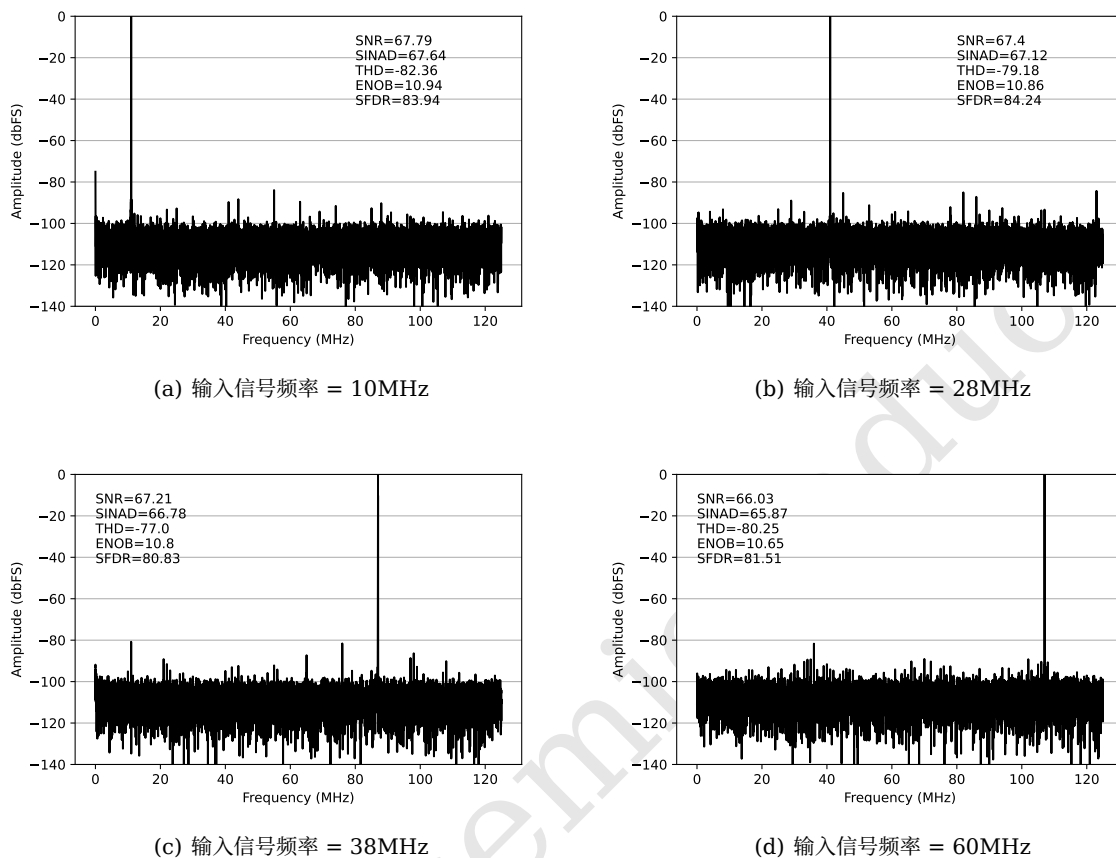 0
−20
−40
−60
−80
−100
−120
−140
Amplitude (dbFS)
SNR=67.79
SINAD=67.64
THD=-82.36
ENOB=10.94
SFDR=83.94
0 20 40 60 80 100 120
Frequency (MHz)
(a) 输入信号频率 = 10MHz
0
−20
−40
−60
−80
−100
−120
−140
Amplitude (dbFS)
SNR=67.4
SINAD=67.12
THD=-79.18
ENOB=10.86
SFDR=84.24
0 20 40 60 80 100 120
Frequency (MHz)
(b) 输入信号频率 = 28MHz
0
−20
−40
−60
−80
−100
−120
−140
Amplitude (dbFS)
SNR=67.21
SINAD=66.78
THD=-77.0
ENOB=10.8
SFDR=80.83
0 20 40 60 80 100 120
Frequency (MHz)
(c) 输入信号频率 = 38MHz
0
−20
−40
−60
−80
−100
−120
−140
Amplitude (dbFS)
SNR=66.03
SINAD=65.87
THD=-80.25
ENOB=10.65
SFDR=81.51
0 20 40 60 80 100 120
Frequency (MHz)
(d) 输入信号频率 = 60MHz